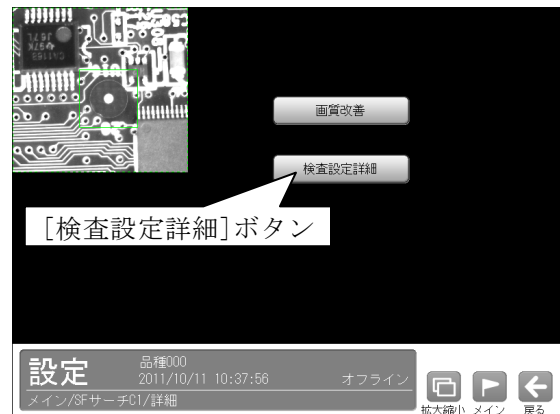 画質改善
検査設定詳細
[検査設定詳細]ボタン
設定
品種000
2011/10/11 10:37:56
オフライン
メイン/SFサーチC1/詳細
拡大縮小 メイン 戻る